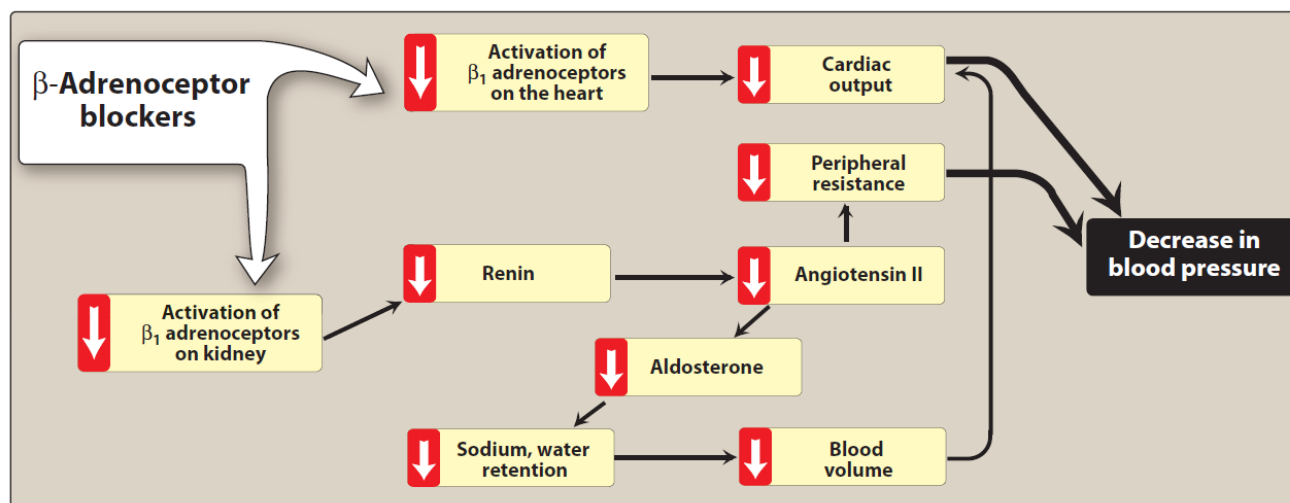 β-Adrenoceptor
blockers
Activation of
β₁ adrenoceptors
on the heart
Cardiac
output
Peripheral
resistance
Decrease in
blood pressure
Renin
Angiotensin II
Activation of
β₁ adrenoceptors
on kidney
Aldosterone
Sodium, water
retention
Blood
volume